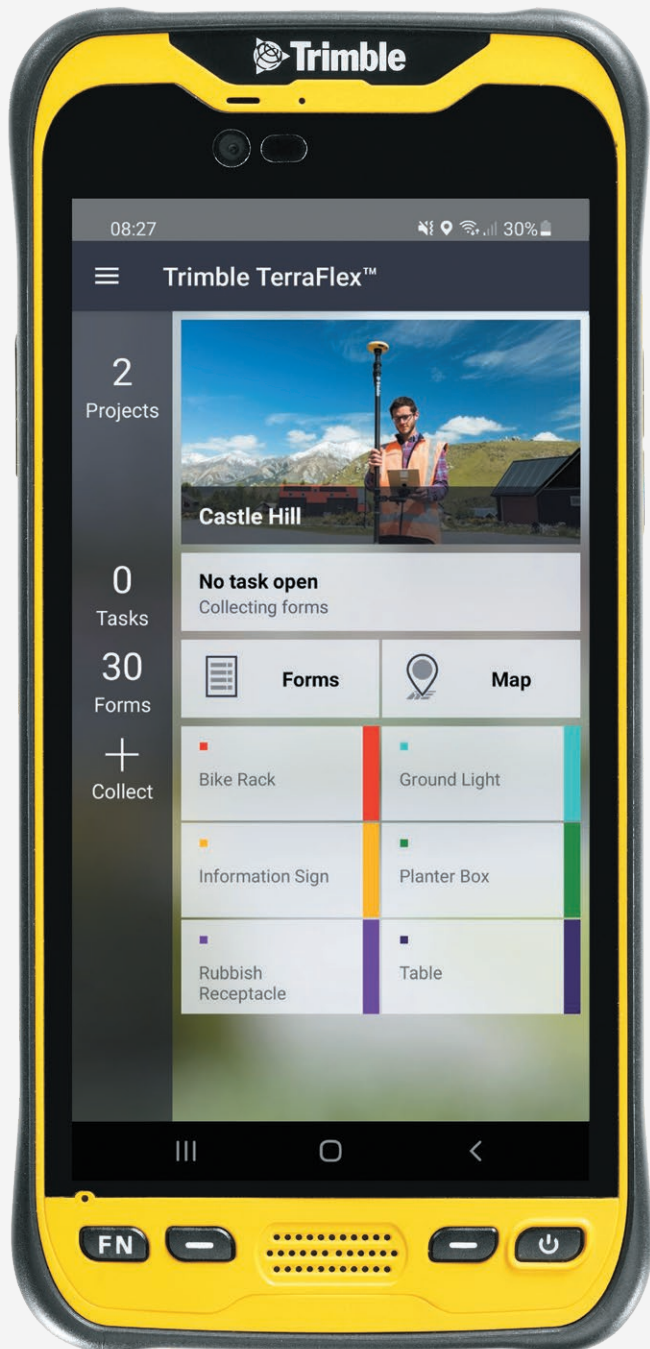 Trimble
08:27
30%
Trimble TerraFlex™
2
Projects
Castle Hill
0
Tasks
No task open
Collecting forms
30
Forms
Forms
Map
+
Collect
Bike Rack
Ground Light
Information Sign
Planter Box
Rubbish
Receptacle
Table
FN